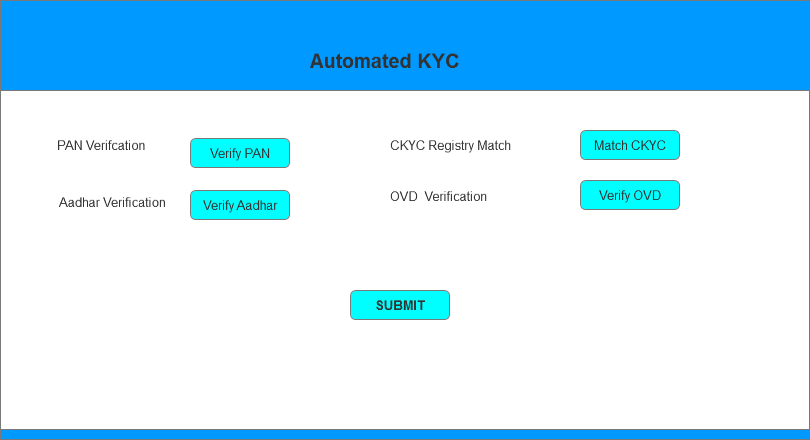 Automated KYC
PAN Verifcation
Verify PAN
CKYC Registry Match
Match CKYC
Aadhar Verification
Verify Aadhar
OVD  Verification
Verify OVD
SUBMIT